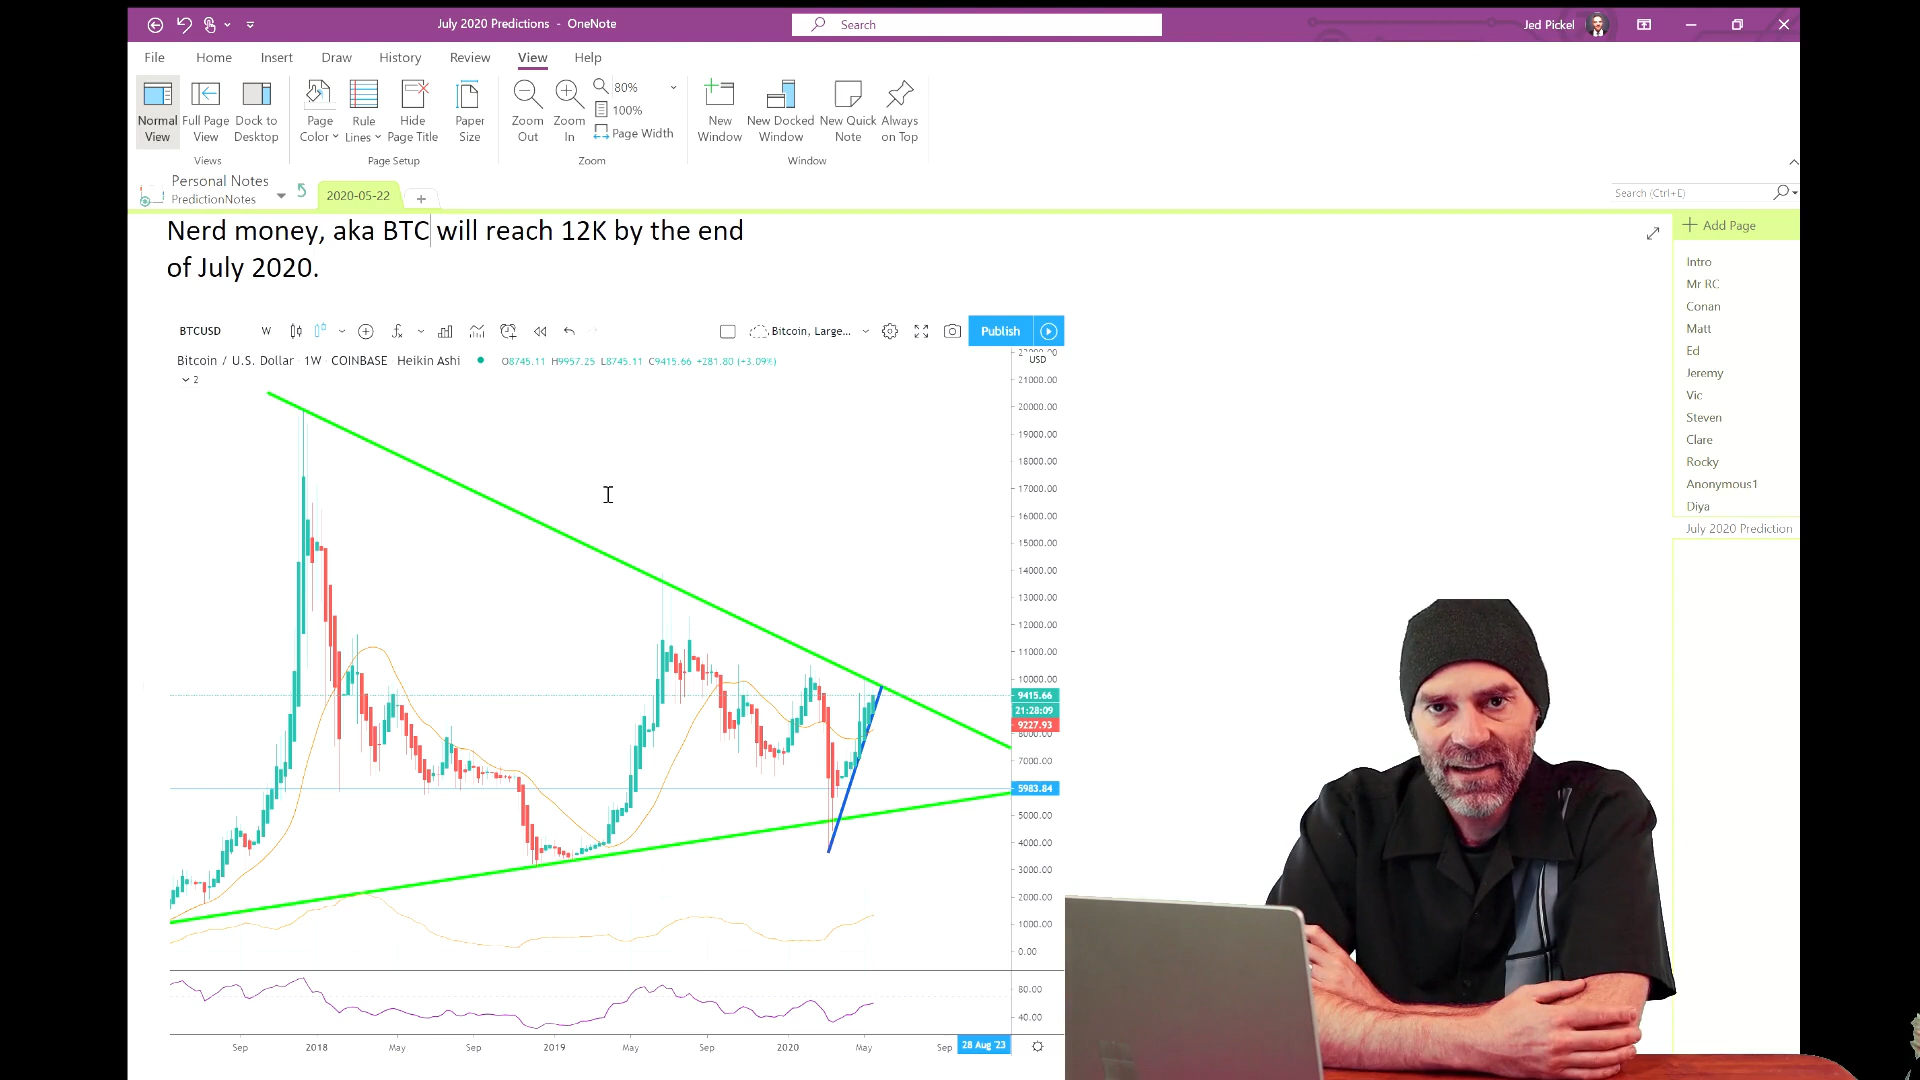 July 2020 Predictions - OneNote
Search
Jed Pickel
File Home Insert Draw History Review View Help
Normal View
Full Page View
Dock to Desktop
Page Color
Rule Lines
Hide Page Title
Paper Size
Zoom Out
Zoom In
80%
100%
Page Width
New Window
New Docked Window
New Quick Note
Always on Top
Views
Page Setup
Zoom
Window
Personal Notes
PredictionNotes
2020-05-22
Search (Ctrl+E)
Nerd money, aka BTC will reach 12K by the end
of July 2020.
Add Page
Intro
Mr RC
Conan
Matt
Ed
Jeremy
Vic
Steven
Clare
Rocky
Anonymous1
Diya
July 2020 Prediction
BTCUSD W
Bitcoin, Large...
Publish
Bitcoin / U.S. Dollar 1W COINBASE Heikin Ashi O8745.11 H9957.25 L8745.11 C9415.66 +281.80 (+3.09%)
2
USD
21000.00
20000.00
19000.00
18000.00
17000.00
16000.00
15000.00
14000.00
13000.00
12000.00
11000.00
10000.00
9415.66
21:28:09
9227.93
8000.00
7000.00
5983.84
5000.00
4000.00
3000.00
2000.00
1000.00
0.00
80.00
40.00
Sep 2018 May Sep 2019 May Sep 2020 May Sep 28 Aug '23